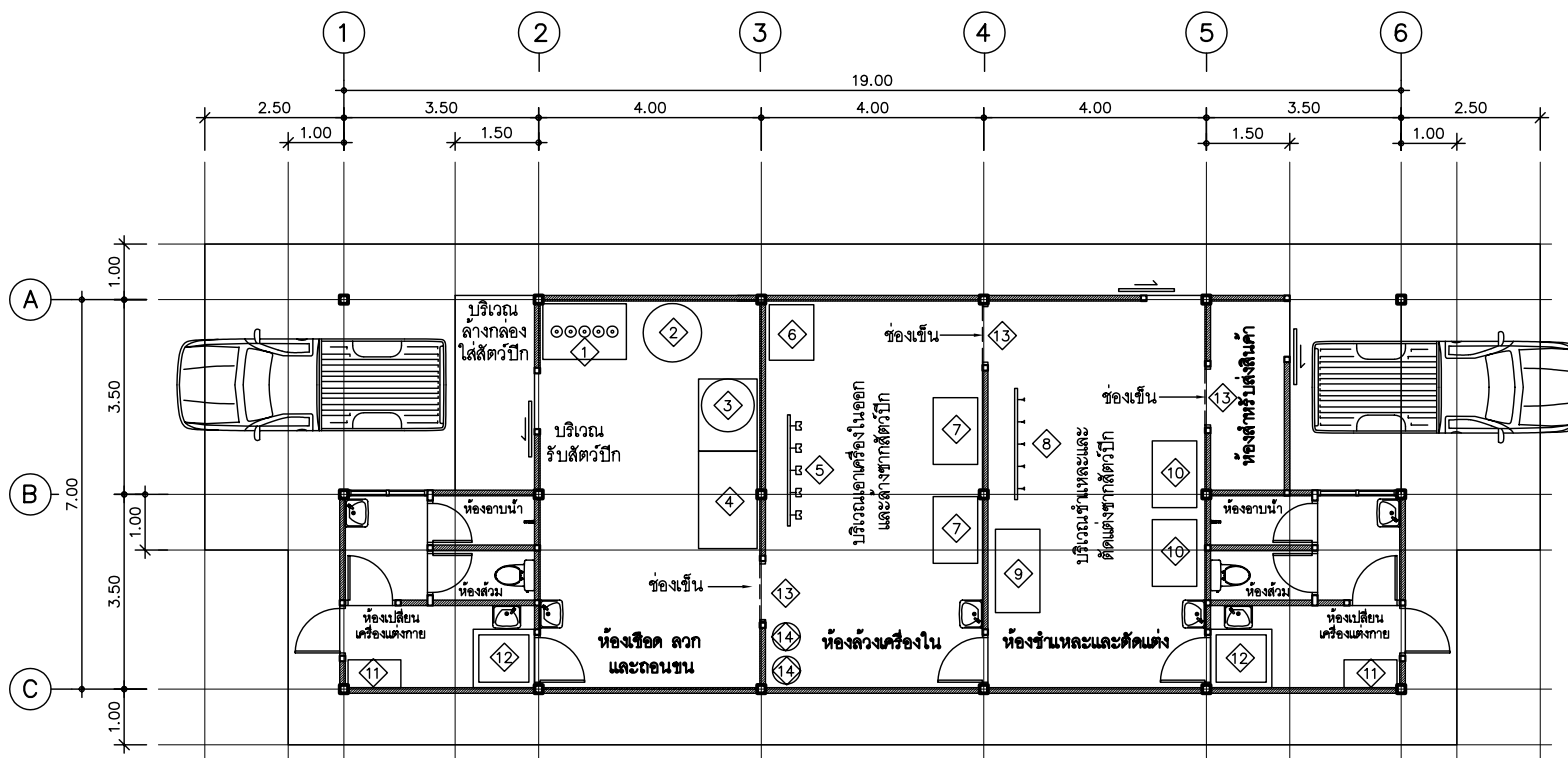 1 2 3 4 5 6
19.00
2.50 3.50 4.00 4.00 4.00 3.50 2.50
1.00 1.50 1.50 1.00
1.00
A
บริเวณ
ล้างกล่อง
ใส่สัตว์ปีก
1
2
6
ช่องเข็น
13
3.50
7.00
3
บริเวณ
รับสัตว์ปีก
5
บริเวณเอาเครื่องในออก
และล้างซากสัตว์ปีก
7
8
บริเวณชำแหละและ
ตัดแต่งซากสัตว์ปีก
ช่องเข็น
13
ห้องสำหรับส่งสินค้า
10
B
4
7
1.00
ห้องอาบน้ำ
ห้องอาบน้ำ
10
9
3.50
ห้องส้วม
ช่องเข็น
13
ห้องส้วม
ห้องเปลี่ยน
เครื่องแต่งกาย
ห้องเชือด ลวก
และถอนขน
14
14
ห้องล้วงเครื่องใน
ห้องชำแหละและตัดแต่ง
ห้องเปลี่ยน
เครื่องแต่งกาย
11
12
12
11
C
1.00